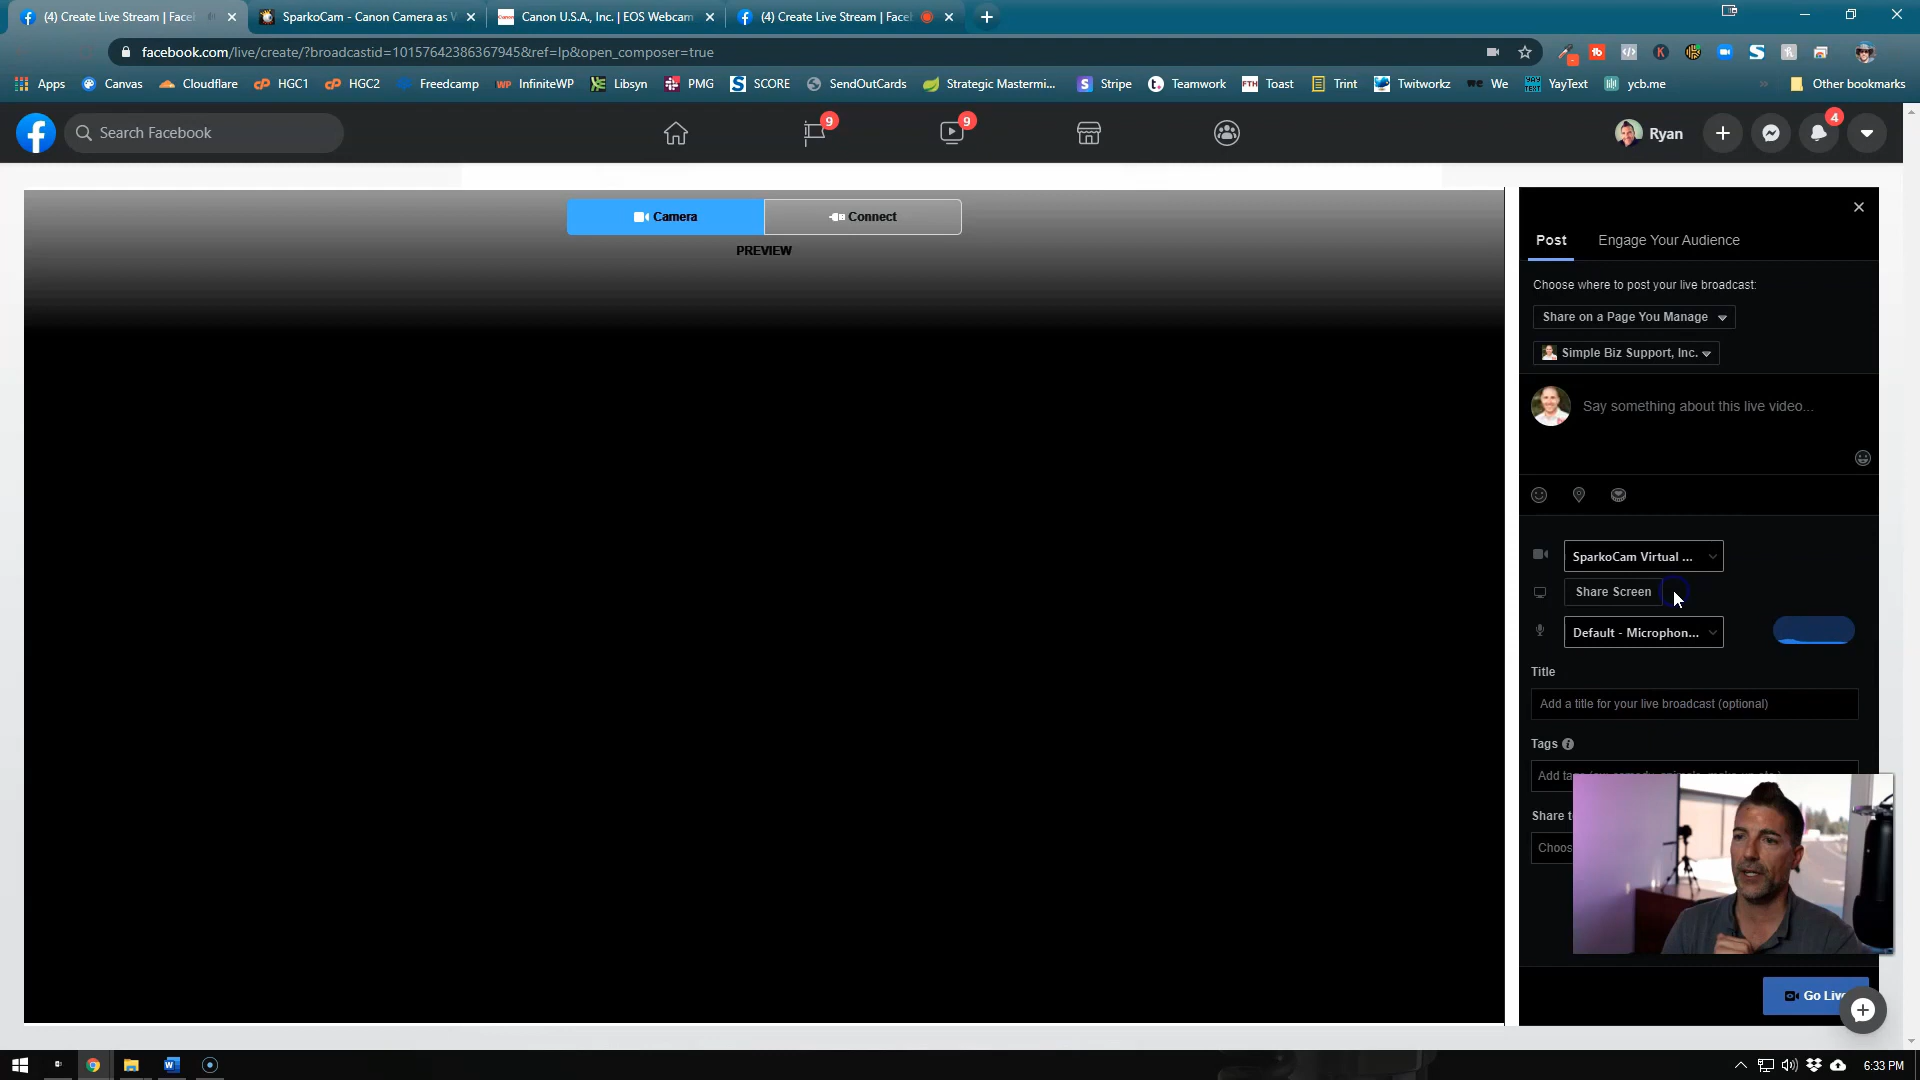 (4) Create Live Stream | Face
SparkoCam - Canon Camera as W
Canon U.S.A., Inc. | EOS Webcam
(4) Create Live Stream | Face
facebook.com/live/create/?broadcastid=10157642386367945&ref=lp&open_composer=true
Apps
Canvas
Cloudflare
HGC1
HGC2
Freedcamp
InfiniteWP
Libsyn
PMG
SCORE
SendOutCards
Strategic Mastermi...
Stripe
Teamwork
Toast
Trint
Twitworkz
We
YayText
ycb.me
»
Other bookmarks
Search Facebook
9
9
Ryan
4
Camera
Connect
PREVIEW
Post
Engage Your Audience
Choose where to post your live broadcast:
Share on a Page You Manage
Simple Biz Support, Inc.
Say something about this live video...
SparkoCam Virtual ...
Share Screen
Default - Microphon...
Title
Add a title for your live broadcast (optional)
Tags
Share t
Choos
Go Live
6:33 PM